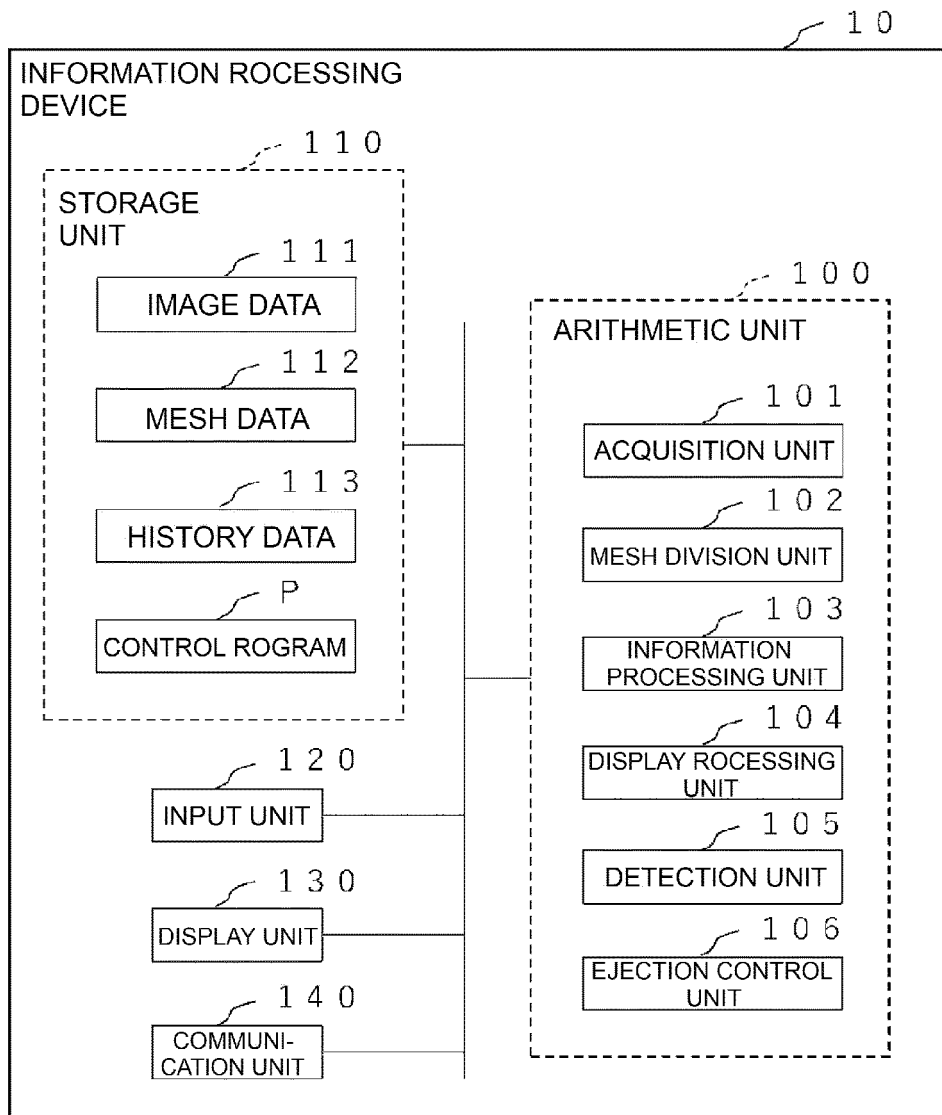 10
INFORMATION ROCESSING
DEVICE
110
STORAGE
UNIT
111
IMAGE DATA
112
MESH DATA
113
HISTORY DATA
P
CONTROL ROGRAM
120
INPUT UNIT
130
DISPLAY UNIT
140
COMMUNI-
CATION UNIT
100
ARITHMETIC UNIT
101
ACQUISITION UNIT
102
MESH DIVISION UNIT
103
INFORMATION
PROCESSING UNIT
104
DISPLAY ROCESSING
UNIT
105
DETECTION UNIT
106
EJECTION CONTROL
UNIT